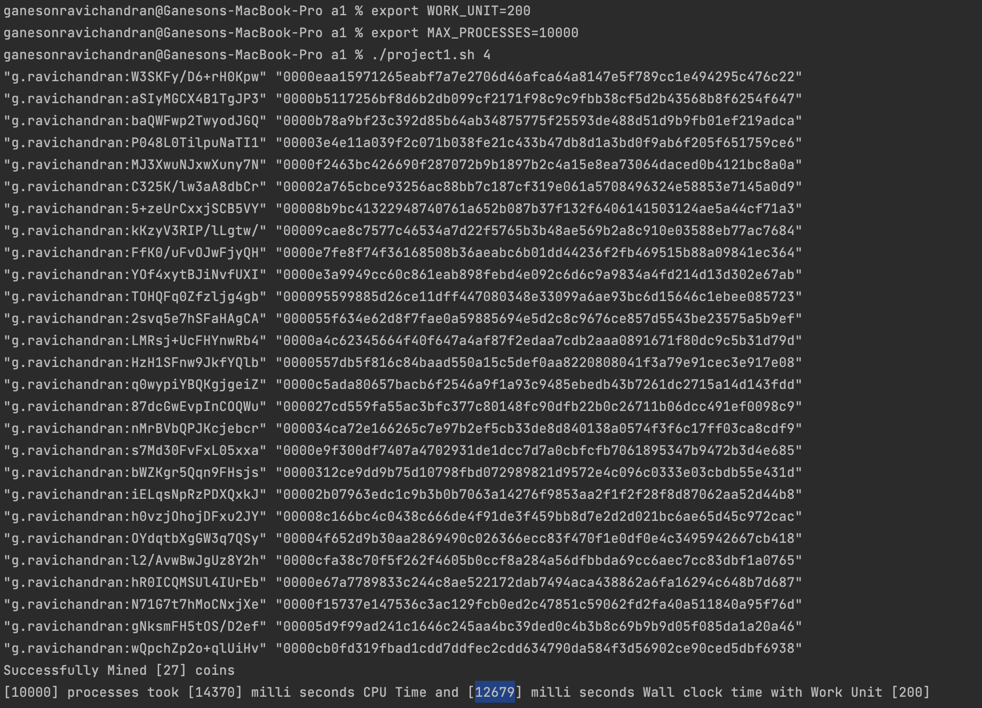 ganesonravichandran@Ganesons-MacBook-Pro a1 % export WORK_UNIT=200
ganesonravichandran@Ganesons-MacBook-Pro a1 % export MAX_PROCESSES=10000
ganesonravichandran@Ganesons-MacBook-Pro a1 % ./project1.sh 4
"g.ravichandran:W3SKFy/D6+rH0Kpw" "0000eaa15971265eabf7a7e2706d46afca64a8147e5f789cc1e494295c476c22"
"g.ravichandran:aSIyMGCX4B1TgJP3" "0000b5117256bf8d6b2db099cf2171f98c9c9fbb38cf5d2b43568b8f6254f647"
"g.ravichandran:baQWFwp2TwyodJGQ" "0000b78a9bf23c392d85b64ab34875775f25593de488d51d9b9fb01ef219adca"
"g.ravichandran:P048L0TilpuNaTI1" "00003e4e11a039f2c071b038fe21c433b47db8d1a3bd0f9ab6f205f651759ce6"
"g.ravichandran:MJ3XwuNJxwXuny7N" "0000f2463bc426690f287072b9b1897b2c4a15e8ea73064daced0b4121bc8a0a"
"g.ravichandran:C325K/lw3aA8dbCr" "00002a765cbce93256ac88bb7c187cf319e061a5708496324e58853e7145a0d9"
"g.ravichandran:5+zeUrCxxjSCB5VY" "00008b9bc41322948740761a652b087b37f132f6406141503124ae5a44cf71a3"
"g.ravichandran:kKzyV3RIP/lLgtw/" "00009cae8c7577c46534a7d22f5765b3b48ae569b2a8c910e03588eb77ac7684"
"g.ravichandran:FfK0/uFvOJwFjyQH" "0000e7fe8f74f36168508b36aeabc6b01dd44236f2fb469515b88a09841ec364"
"g.ravichandran:YOf4xytBJiNvfUXI" "0000e3a9949cc60c861eab898febd4e092c6d6c9a9834a4fd214d13d302e67ab"
"g.ravichandran:TOHQFq0Zfzljg4gb" "000095599885d26ce11dff447080348e33099a6ae93bc6d15646c1ebee085723"
"g.ravichandran:2svq5e7hSFaHAgCA" "000055f634e62d8f7fae0a59885694e5d2c8c9676ce857d5543be23575a5b9ef"
"g.ravichandran:LMRsj+UcFHYnwRb4" "0000a4c62345664f40f647a4af87f2edaa7cdb2aaa0891671f80dc9c5b31d79d"
"g.ravichandran:HzH1SFnw9JkfYQlb" "0000557db5f816c84baad550a15c5def0aa8220808041f3a79e91cec3e917e08"
"g.ravichandran:q0wypiYBQKgjgeiZ" "0000c5ada80657bacb6f2546a9f1a93c9485ebedb43b7261dc2715a14d143fdd"
"g.ravichandran:87dcGwEvpInCOQWu" "000027cd559fa55ac3bfc377c80148fc90dfb22b0c26711b06dcc491ef0098c9"
"g.ravichandran:nMrBVbQPJKcjebcr" "000034ca72e166265c7e97b2ef5cb33de8d840138a0574f3f6c17ff03ca8cdf9"
"g.ravichandran:s7Md30FvFxL05xxa" "0000e9f300df7407a4702931de1dcc7d7a0cbfcfb7061895347b9472b3d4e685"
"g.ravichandran:bWZKgr5Qqn9FHsjs" "0000312ce9dd9b75d10798fbd072989821d9572e4c096c0333e03cbdb55e431d"
"g.ravichandran:iELqsNpRzPDXQxkJ" "00002b07963edc1c9b3b0b7063a14276f9853aa2f1f2f28f8d87062aa52d44b8"
"g.ravichandran:h0vzjOhojDFxu2JY" "00008c166bc4c0438c666de4f91de3f459bb8d7e2d2d021bc6ae65d45c972cac"
"g.ravichandran:OYdqtbXgGW3q7QSy" "00004f652d9b30aa2869490c026366ecc83f470f1e0df0e4c3495942667cb418"
"g.ravichandran:l2/AvwBwJgUz8Y2h" "0000cfa38c70f5f262f4605b0ccf8a284a56dfbbda69cc6aec7cc83dbf1a0765"
"g.ravichandran:hR0ICQMSUl4IUrEb" "0000e67a7789833c244c8ae522172dab7494aca438862a6fa16294c648b7d687"
"g.ravichandran:N71G7t7hMoCNxjXe" "0000f15737e147536c3ac129fcb0ed2c47851c59062fd2fa40a511840a95f76d"
"g.ravichandran:gNksmFH5tOS/D2ef" "00005d9f99ad241c1646c245aa4bc39ded0c4b3b8c69b9b9d05f085da1a20a46"
"g.ravichandran:wQpchZp2o+qlUiHv" "0000cb0fd319fbad1cdd7ddfec2cdd634790da584f3d56902ce90ced5dbf6938"
Successfully Mined [27] coins
[10000] processes took [14370] milli seconds CPU Time and [12679] milli seconds Wall clock time with Work Unit [200]